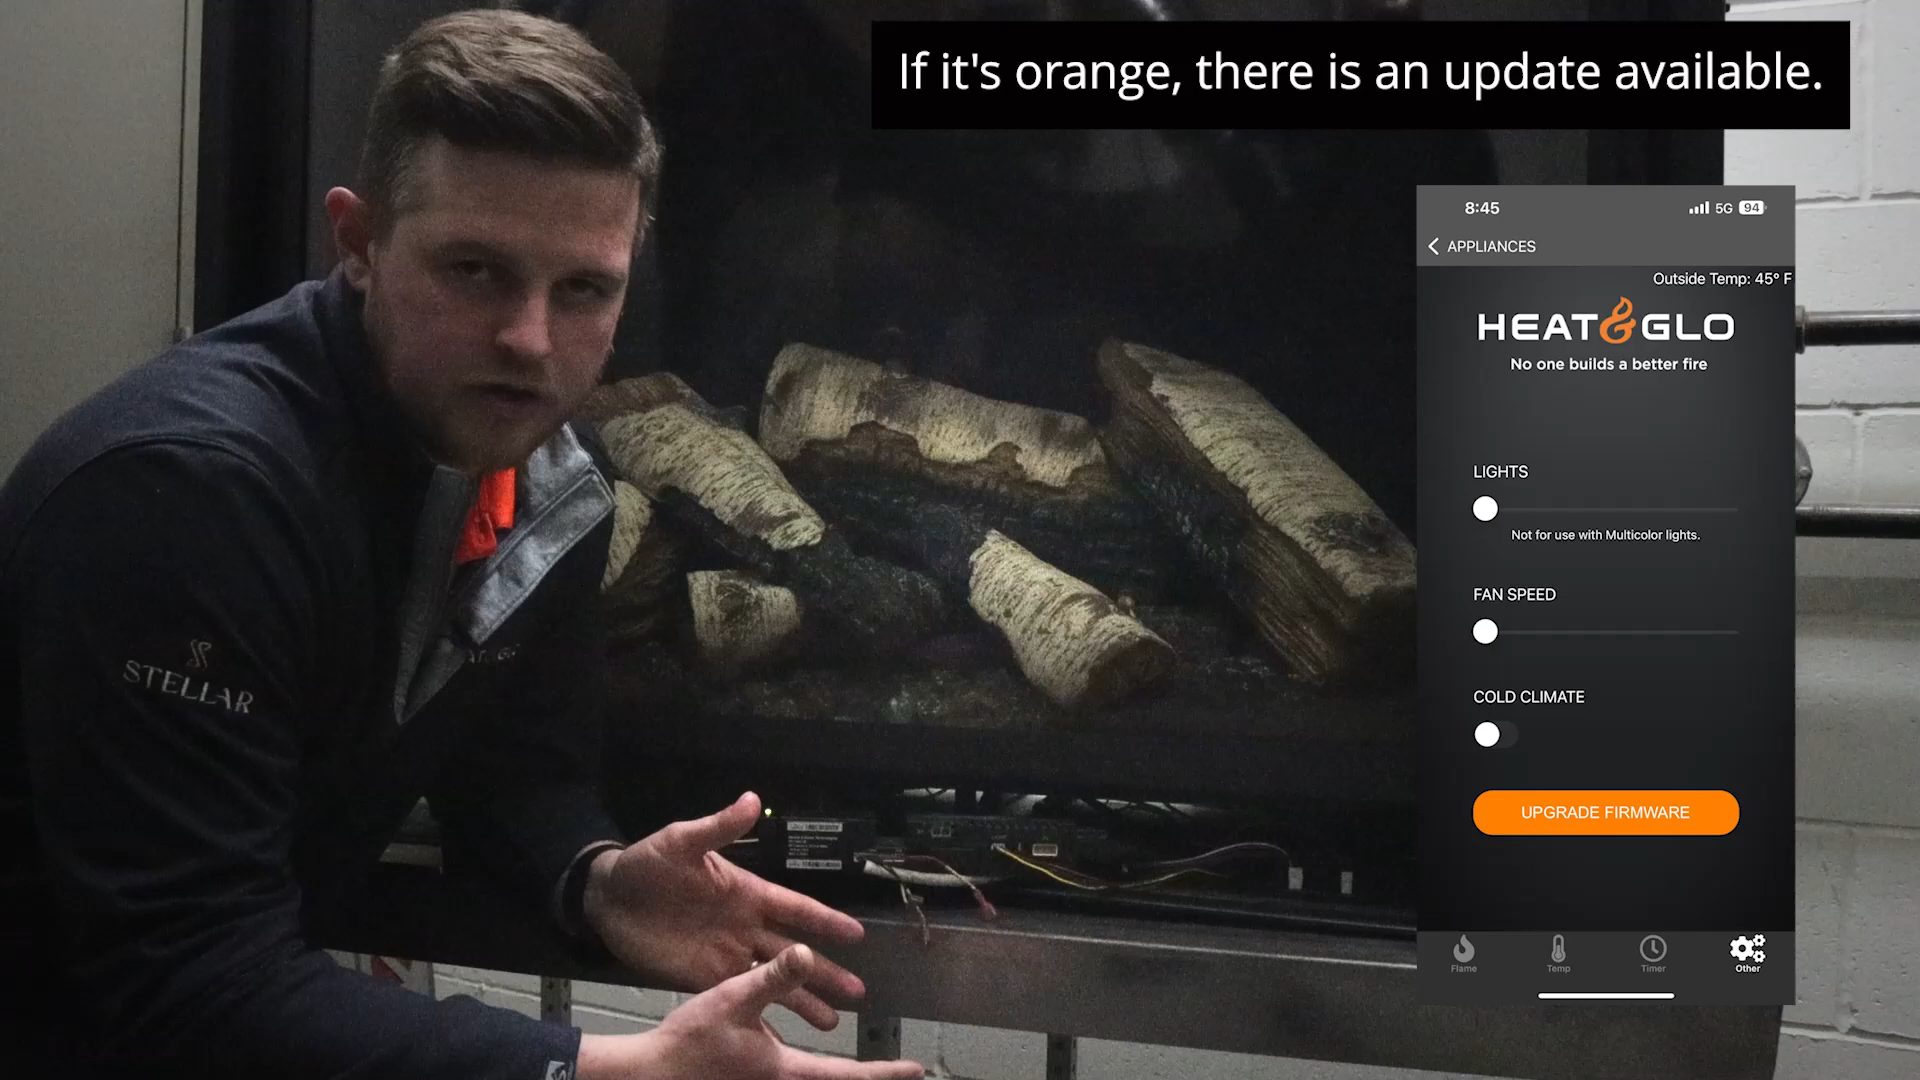 If it's orange, there is an update available.
8:45
5G 94
APPLIANCES
Outside Temp: 45° F
HEAT & GLO
No one builds a better fire
LIGHTS
Not for use with Multicolor lights.
FAN SPEED
COLD CLIMATE
UPGRADE FIRMWARE
Flame
Temp
Timer
Other
STELLAR